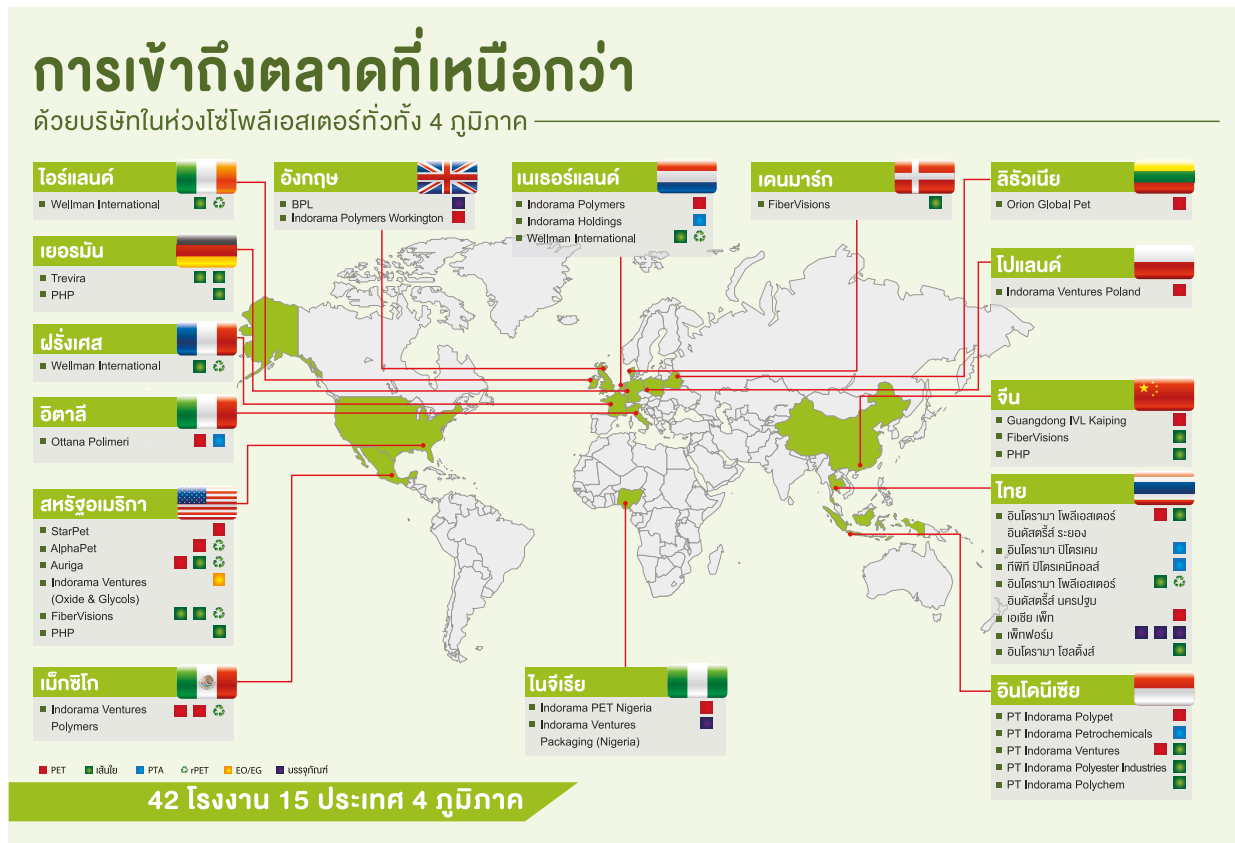 การเข้าถึงตลาดที่เหนือกว่า
ด้วยบริษัทในห่วงโซ่โพลีเอสเตอร์ทั่วทั้ง 4 ภูมิภาค
ไอร์แลนด์
Wellman International
เยอรมัน
Trevira
PHP
ฝรั่งเศส
Wellman International
อิตาลี
Ottana Polimeri
สหรัฐอเมริกา
StarPet
AlphaPet
Auriga
Indorama Ventures
(Oxide & Glycols)
FiberVisions
PHP
เม็กซิโก
Indorama Ventures
Polymers
อังกฤษ
BPL
Indorama Polymers Workington
เนเธอร์แลนด์
Indorama Polymers
Indorama Holdings
Wellman International
เดนมาร์ก
FiberVisions
ลิธัวเนีย
Orion Global Pet
โปแลนด์
Indorama Ventures Poland
จีน
Guangdong IVL Kaiping
FiberVisions
PHP
ไทย
อินโดรามา โพลีเอสเตอร์
อินดัสตรี้ส์ ระยอง
อินโดรามา ปิโตรเคม
ทีพีที ปิโตรเคมีคอลส์
อินโดรามา โพลีเอสเตอร์
อินดัสตรี้ส์ นครปฐม
เอเซีย เพ็ท
เพ็ทฟอร์ม
อินโดรามา โฮลดิ้งส์
อินโดนีเซีย
PT Indorama Polypet
PT Indorama Petrochemicals
PT Indorama Ventures
PT Indorama Polyester Industries
PT Indorama Polychem
ไนจีเรีย
Indorama PET Nigeria
Indorama Ventures
Packaging (Nigeria)
PET เส้นใย PTA rPET EO/EG บรรจุภัณฑ์
42 โรงงาน 15 ประเทศ 4 ภูมิภาค